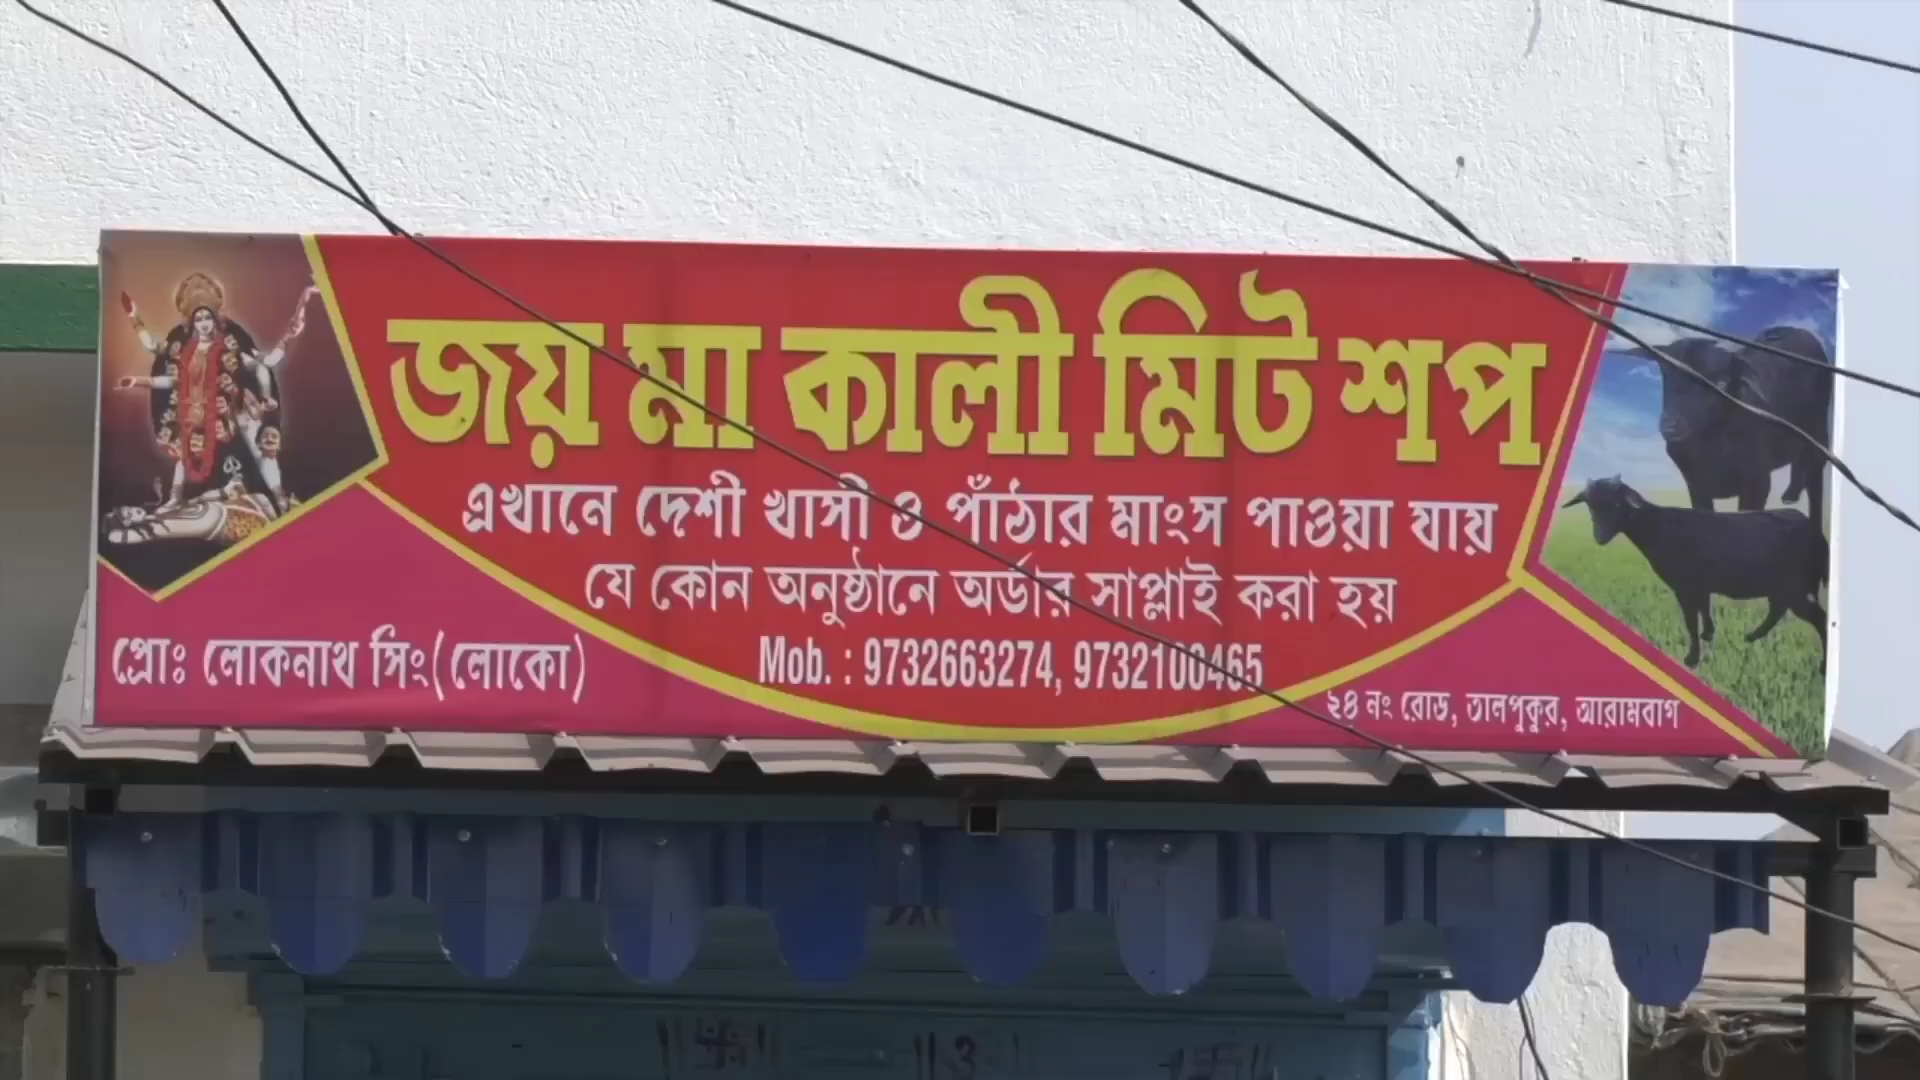 জয় মা কালী মিট শপ
এখানে দেশী খাসী ও পাঁঠার মাংস পাওয়া যায়
যে কোন অনুষ্ঠানে অর্ডার সাপ্লাই করা হয়
Mob. : 9732663274, 9732100465
প্রোঃ লোকনাথ সিং(লোকো)
২৪ নং রোড, তালপুকুর, আরামবাগ